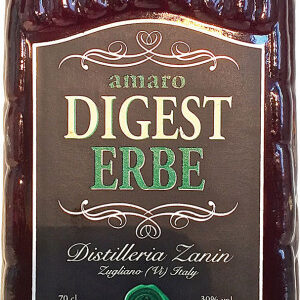 amaro
DIGEST
ERBE
Distilleria Zanin
Zugliano (Vi) Italy
70 cl
30% vol